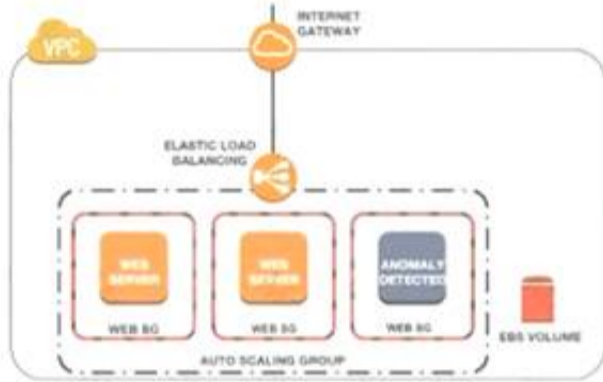 INTERNET
GATEWAY
VPC
ELASTIC LOAD
BALANCING
WEB
SERVER
WEB
SERVER
ANOMALY
DETECTED
WEB SG
WEB SG
WEB SG
EBS VOLUME
AUTO SCALING GROUP